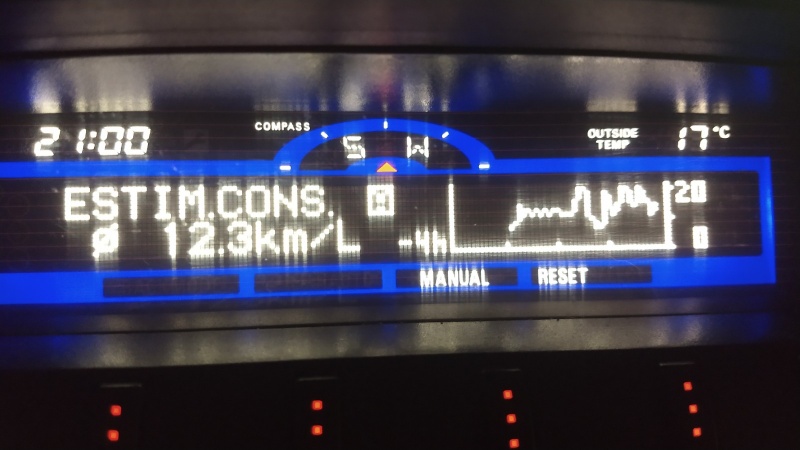 21:00
COMPASS
S W
OUTSIDE
TEMP
17°C
ESTIM.CONS. M
ø 12.3km/L
-4h
20
0
MANUAL
RESET